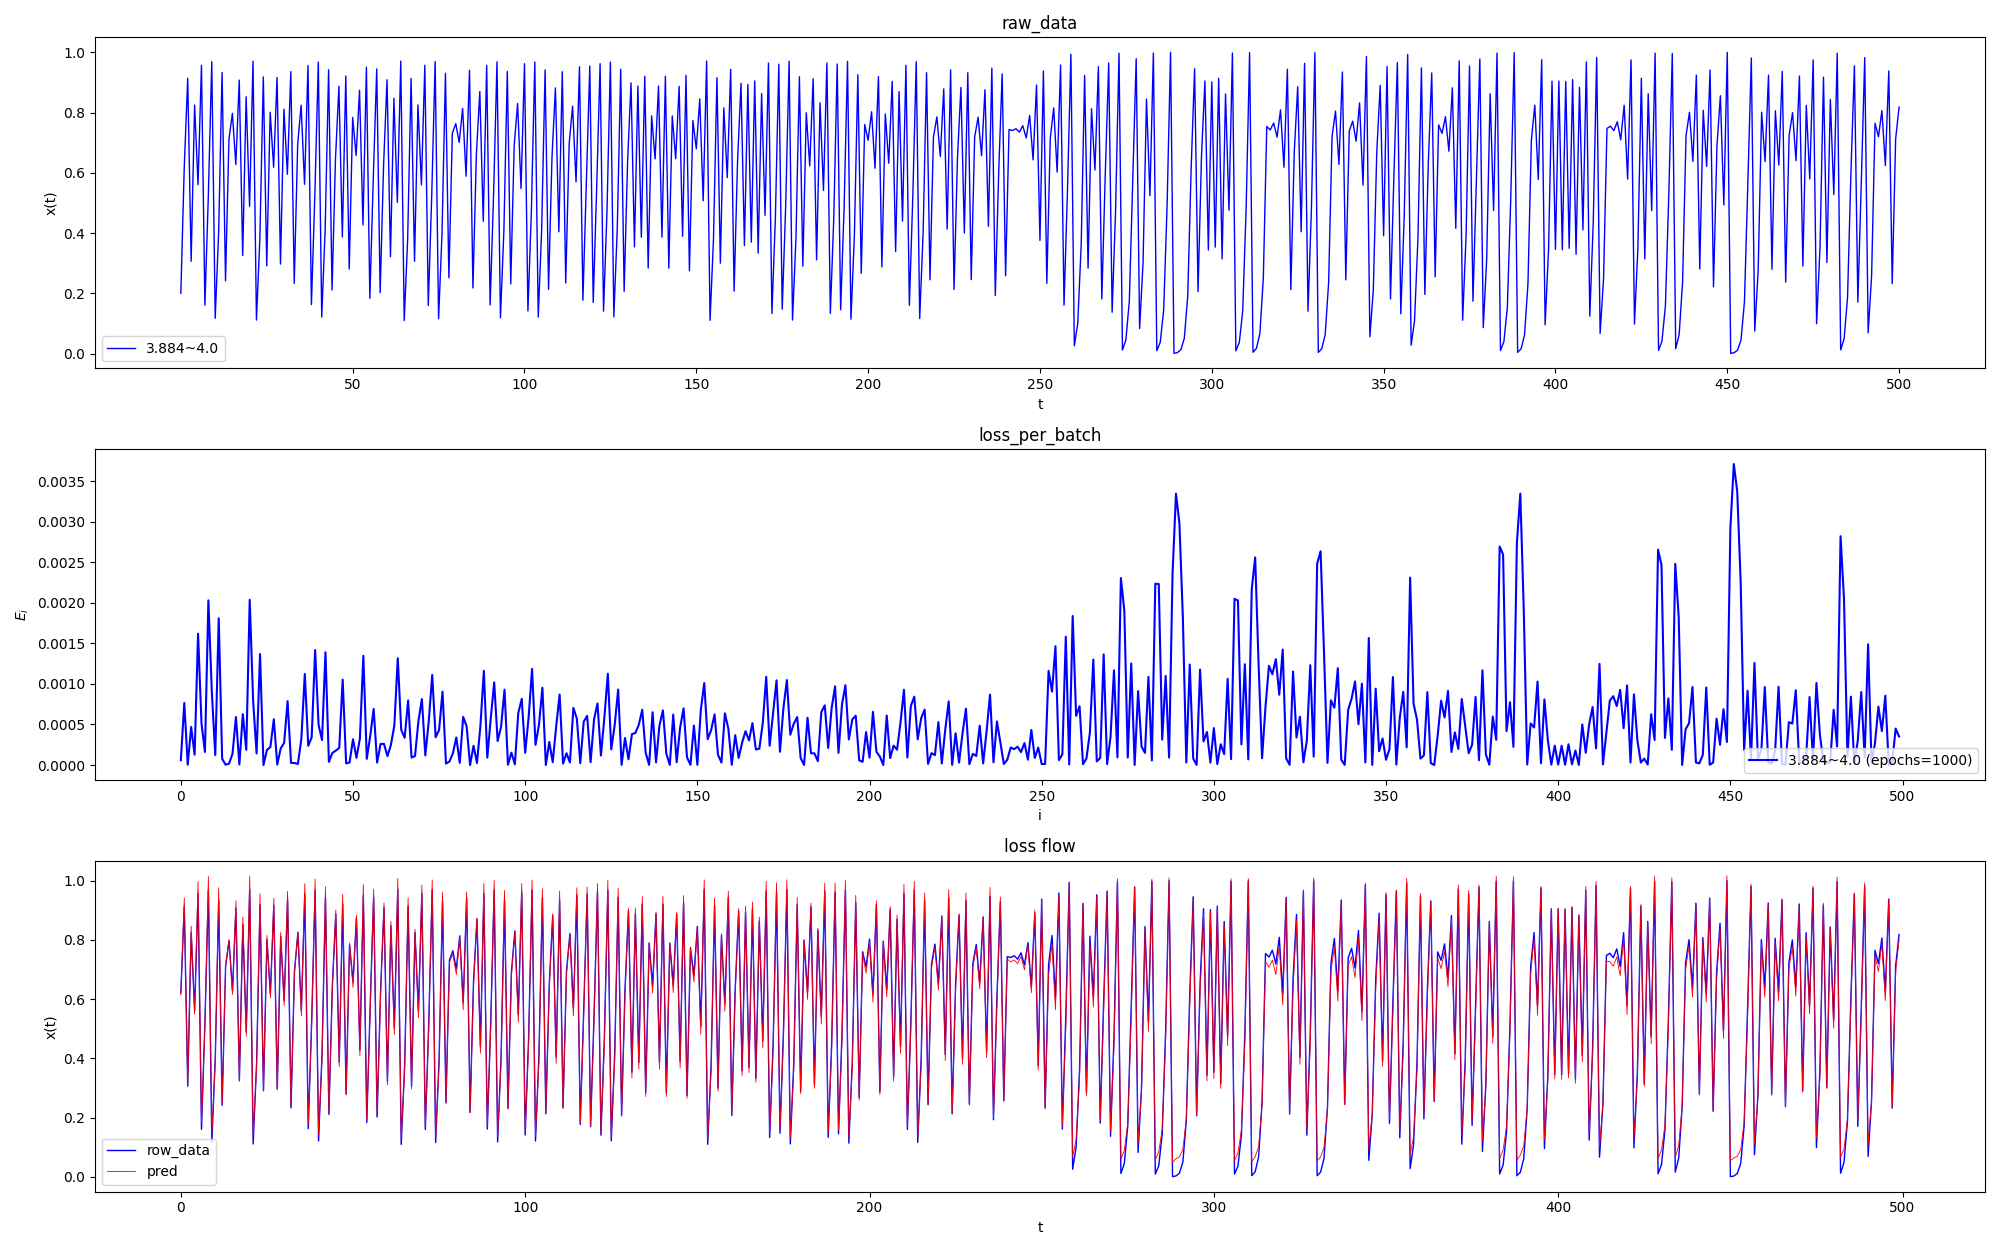 raw_data
1.0
0.8
0.6
0.4
0.2
0.0
x(t)
3.884~4.0
50 100 150 200 250 300 350 400 450 500
t
loss_per_batch
0.0035
0.0030
0.0025
0.0020
0.0015
0.0010
0.0005
0.0000
E_i
3.884~4.0 (epochs=1000)
0 50 100 150 200 250 300 350 400 450 500
i
loss flow
1.0
0.8
0.6
0.4
0.2
0.0
x(t)
row_data
pred
0 100 200 300 400 500
t